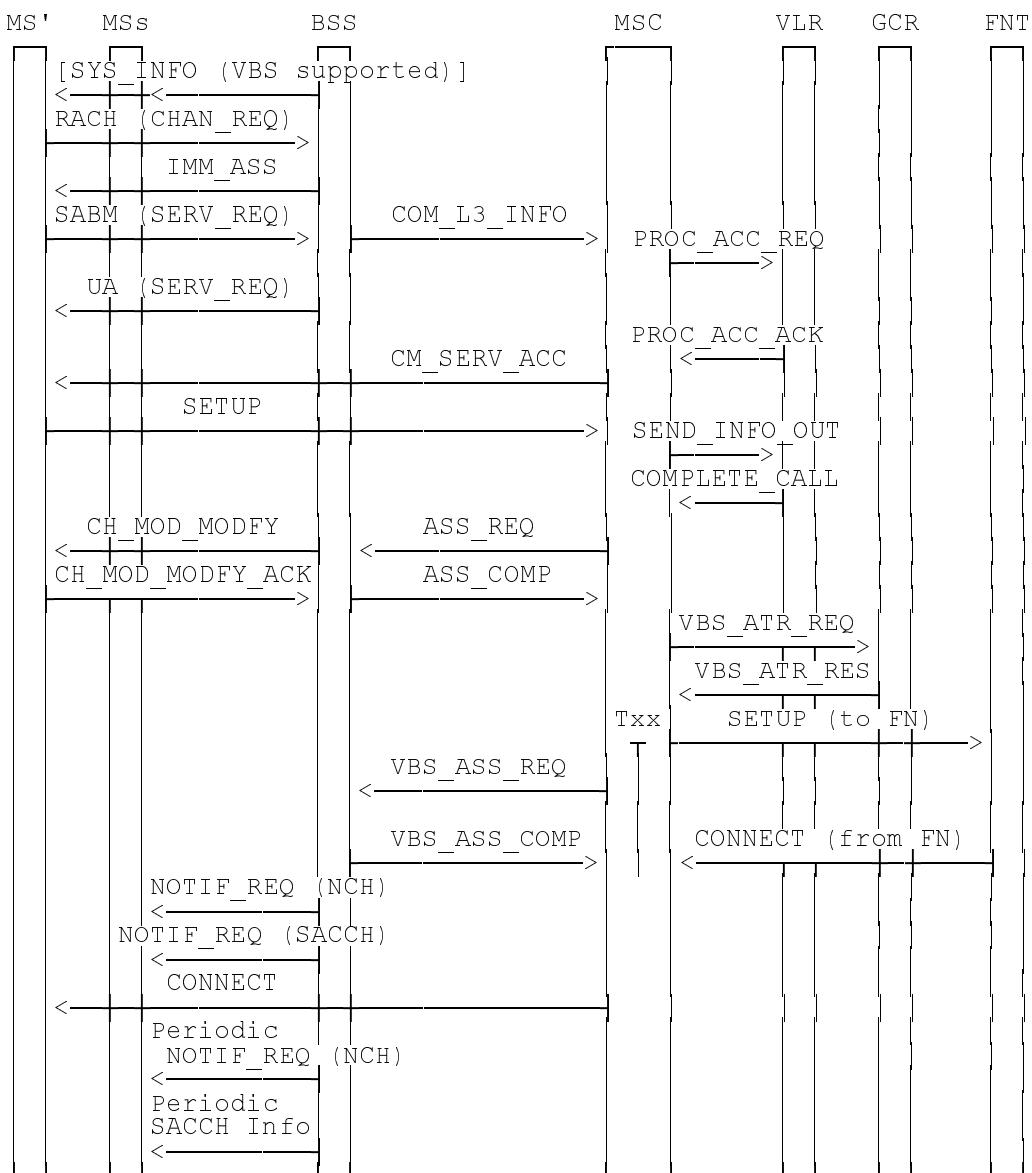 MS' MSs BSS MSC VLR GCR FNT
[SYS_INFO (VBS supported)]
RACH (CHAN_REQ)
IMM_ASS
SABM (SERV_REQ) COM_L3_INFO
PROC_ACC_REQ
UA (SERV_REQ)
PROC_ACC_ACK
CM_SERV_ACC
SETUP
SEND_INFO_OUT
COMPLETE_CALL
CH_MOD_MODFY ASS_REQ
CH_MOD_MODFY_ACK ASS_COMP
VBS_ATR_REQ
VBS_ATR_RES
Txx SETUP (to FN)
VBS_ASS_REQ
VBS_ASS_COMP CONNECT (from FN)
NOTIF_REQ (NCH)
NOTIF_REQ (SACCH)
CONNECT
Periodic
NOTIF_REQ (NCH)
Periodic
SACCH Info